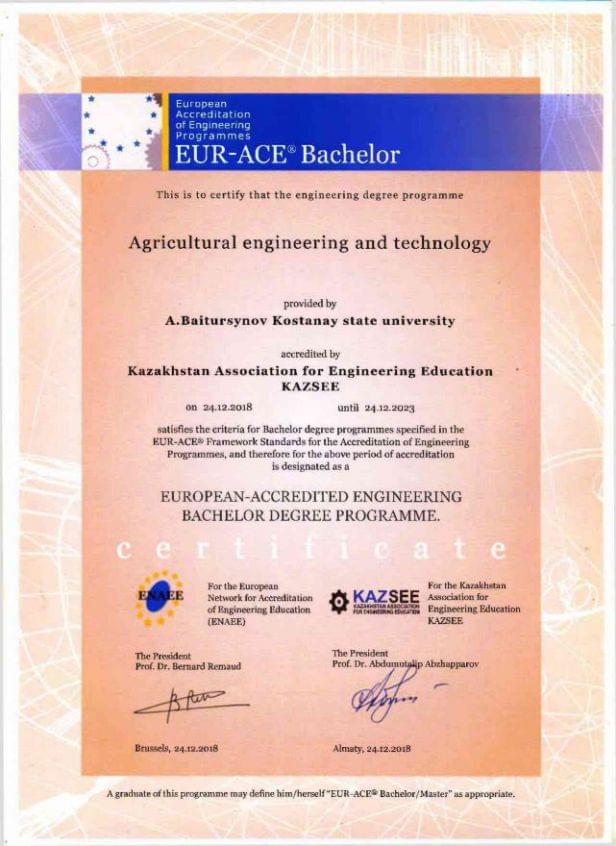 European
Accreditation
of Engineering
Programmes
EUR-ACE® Bachelor
This is to certify that the engineering degree programme
Agricultural engineering and technology
provided by
A.Baitursynov Kostanay state university
accredited by
Kazakhstan Association for Engineering Education
KAZSEE
on 24.12.2018 until 24.12.2023
satisfies the criteria for Bachelor degree programmes specified in the
EUR-ACE® Framework Standards for the Accreditation of Engineering
Programmes, and therefore for the above period of accreditation
is designated as a
EUROPEAN-ACCREDITED ENGINEERING
BACHELOR DEGREE PROGRAMME.
certificate
ENAEE
For the European
Network for Accreditation
of Engineering Education
(ENAEE)
KAZSEE
KAZAKHSTAN ASSOCIATION
FOR ENGINEERING EDUCATION
For the Kazakhstan
Association for
Engineering Education
KAZSEE
The President
Prof. Dr. Bernard Remaud
The President
Prof. Dr. Abdumutalip Abzhapparov
Brussels, 24.12.2018
Almaty, 24.12.2018
A graduate of this programme may define him/herself "EUR-ACE® Bachelor/Master" as appropriate.